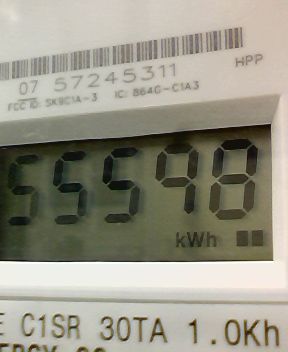 HPP
07 57245311
FCC ID: SK9C1A-3 IC: 864G-C1A3
55598
kWh
E C1SR 30TA 1.0Kh